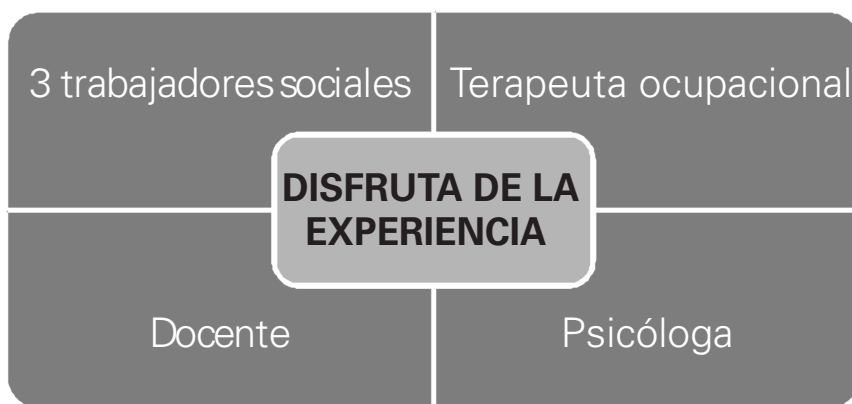 3 trabajadores sociales
Terapeuta ocupacional
DISFRUTA DE LA
EXPERIENCIA
Docente
Psicóloga